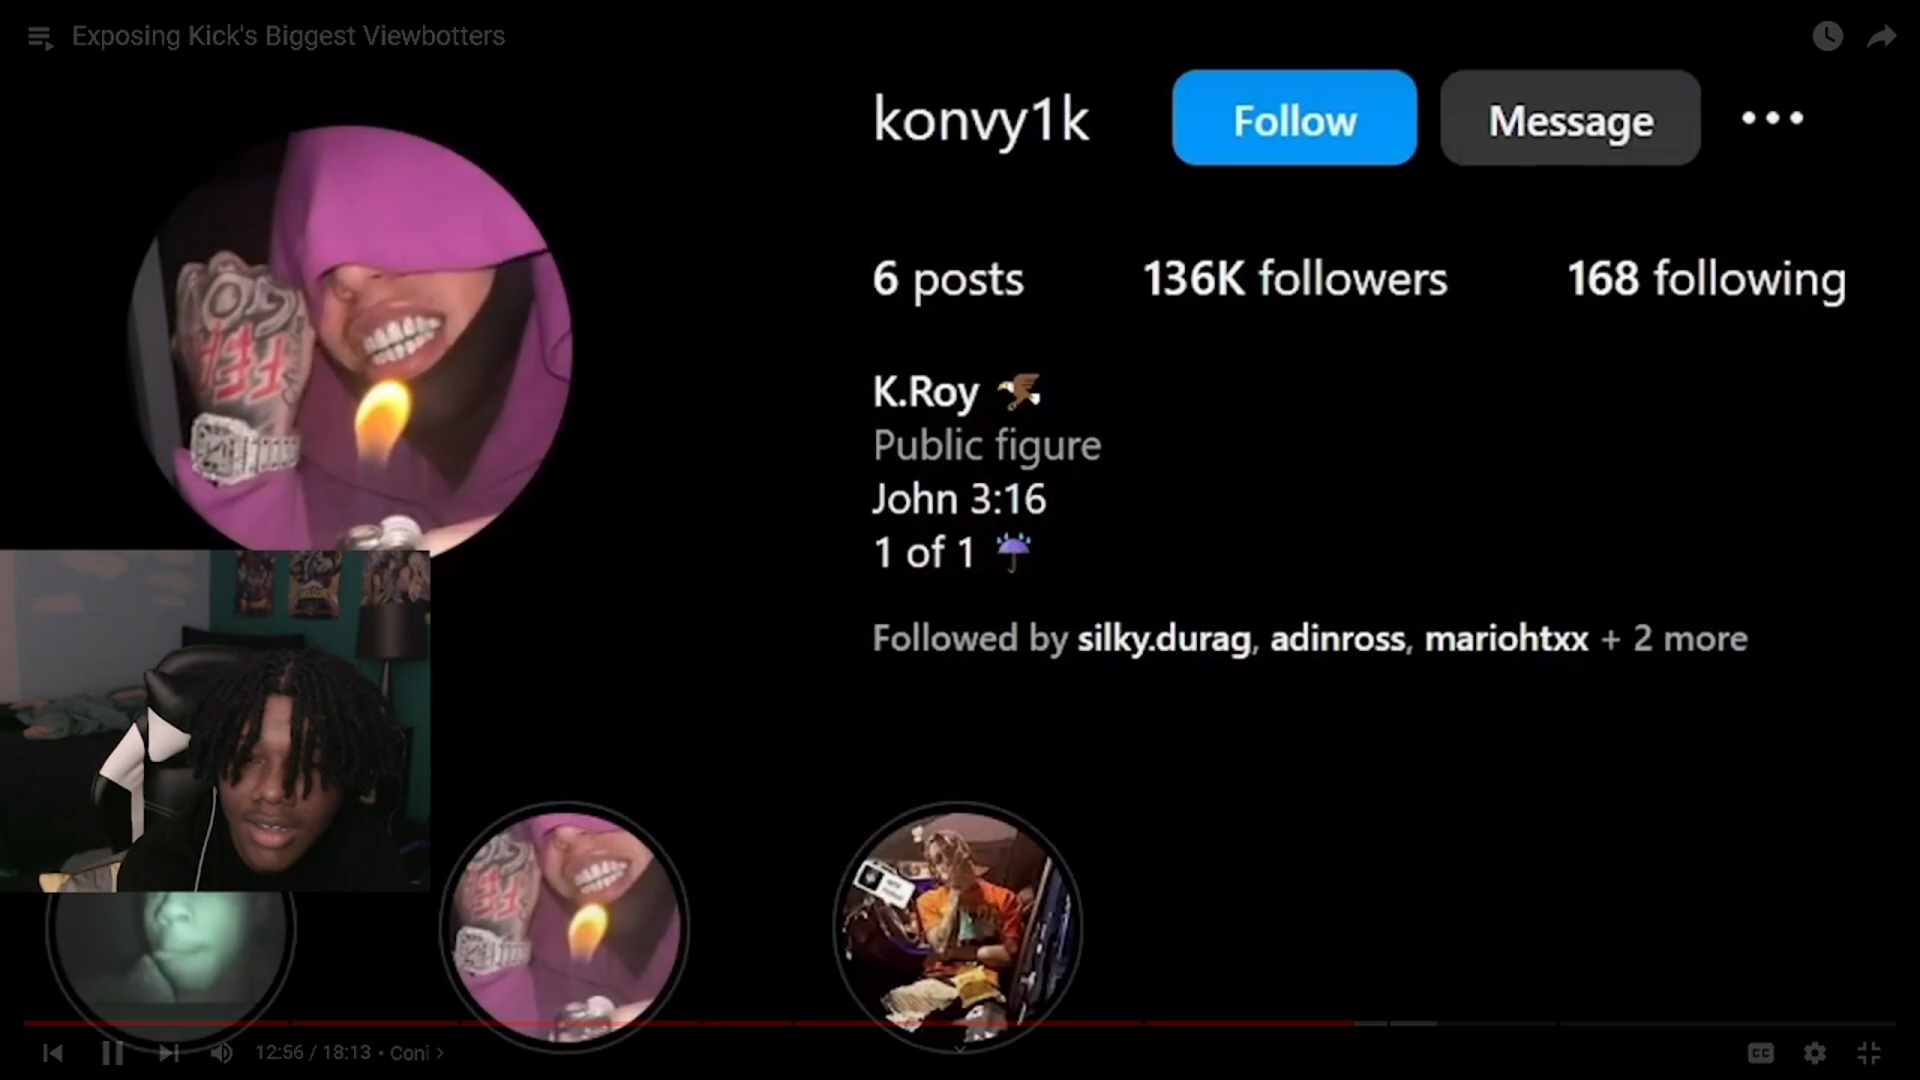 Exposing Kick's Biggest Viewbotters
konvy1k
Follow
Message
6 posts
136K followers
168 following
K.Roy
Public figure
John 3:16
1 of 1
Followed by silky.durag, adinross, mariohtxx + 2 more
12:56 / 18:13 • Coni >
CC